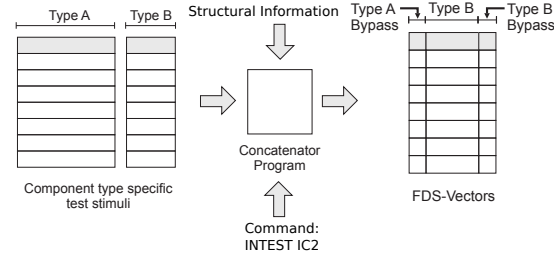 Type A
Type B
Component type specific
test stimuli
Structural Information
Concatenator
Program
Command:
INTEST IC2
Type A
Bypass
Type B
Type B
Bypass
FDS-Vectors